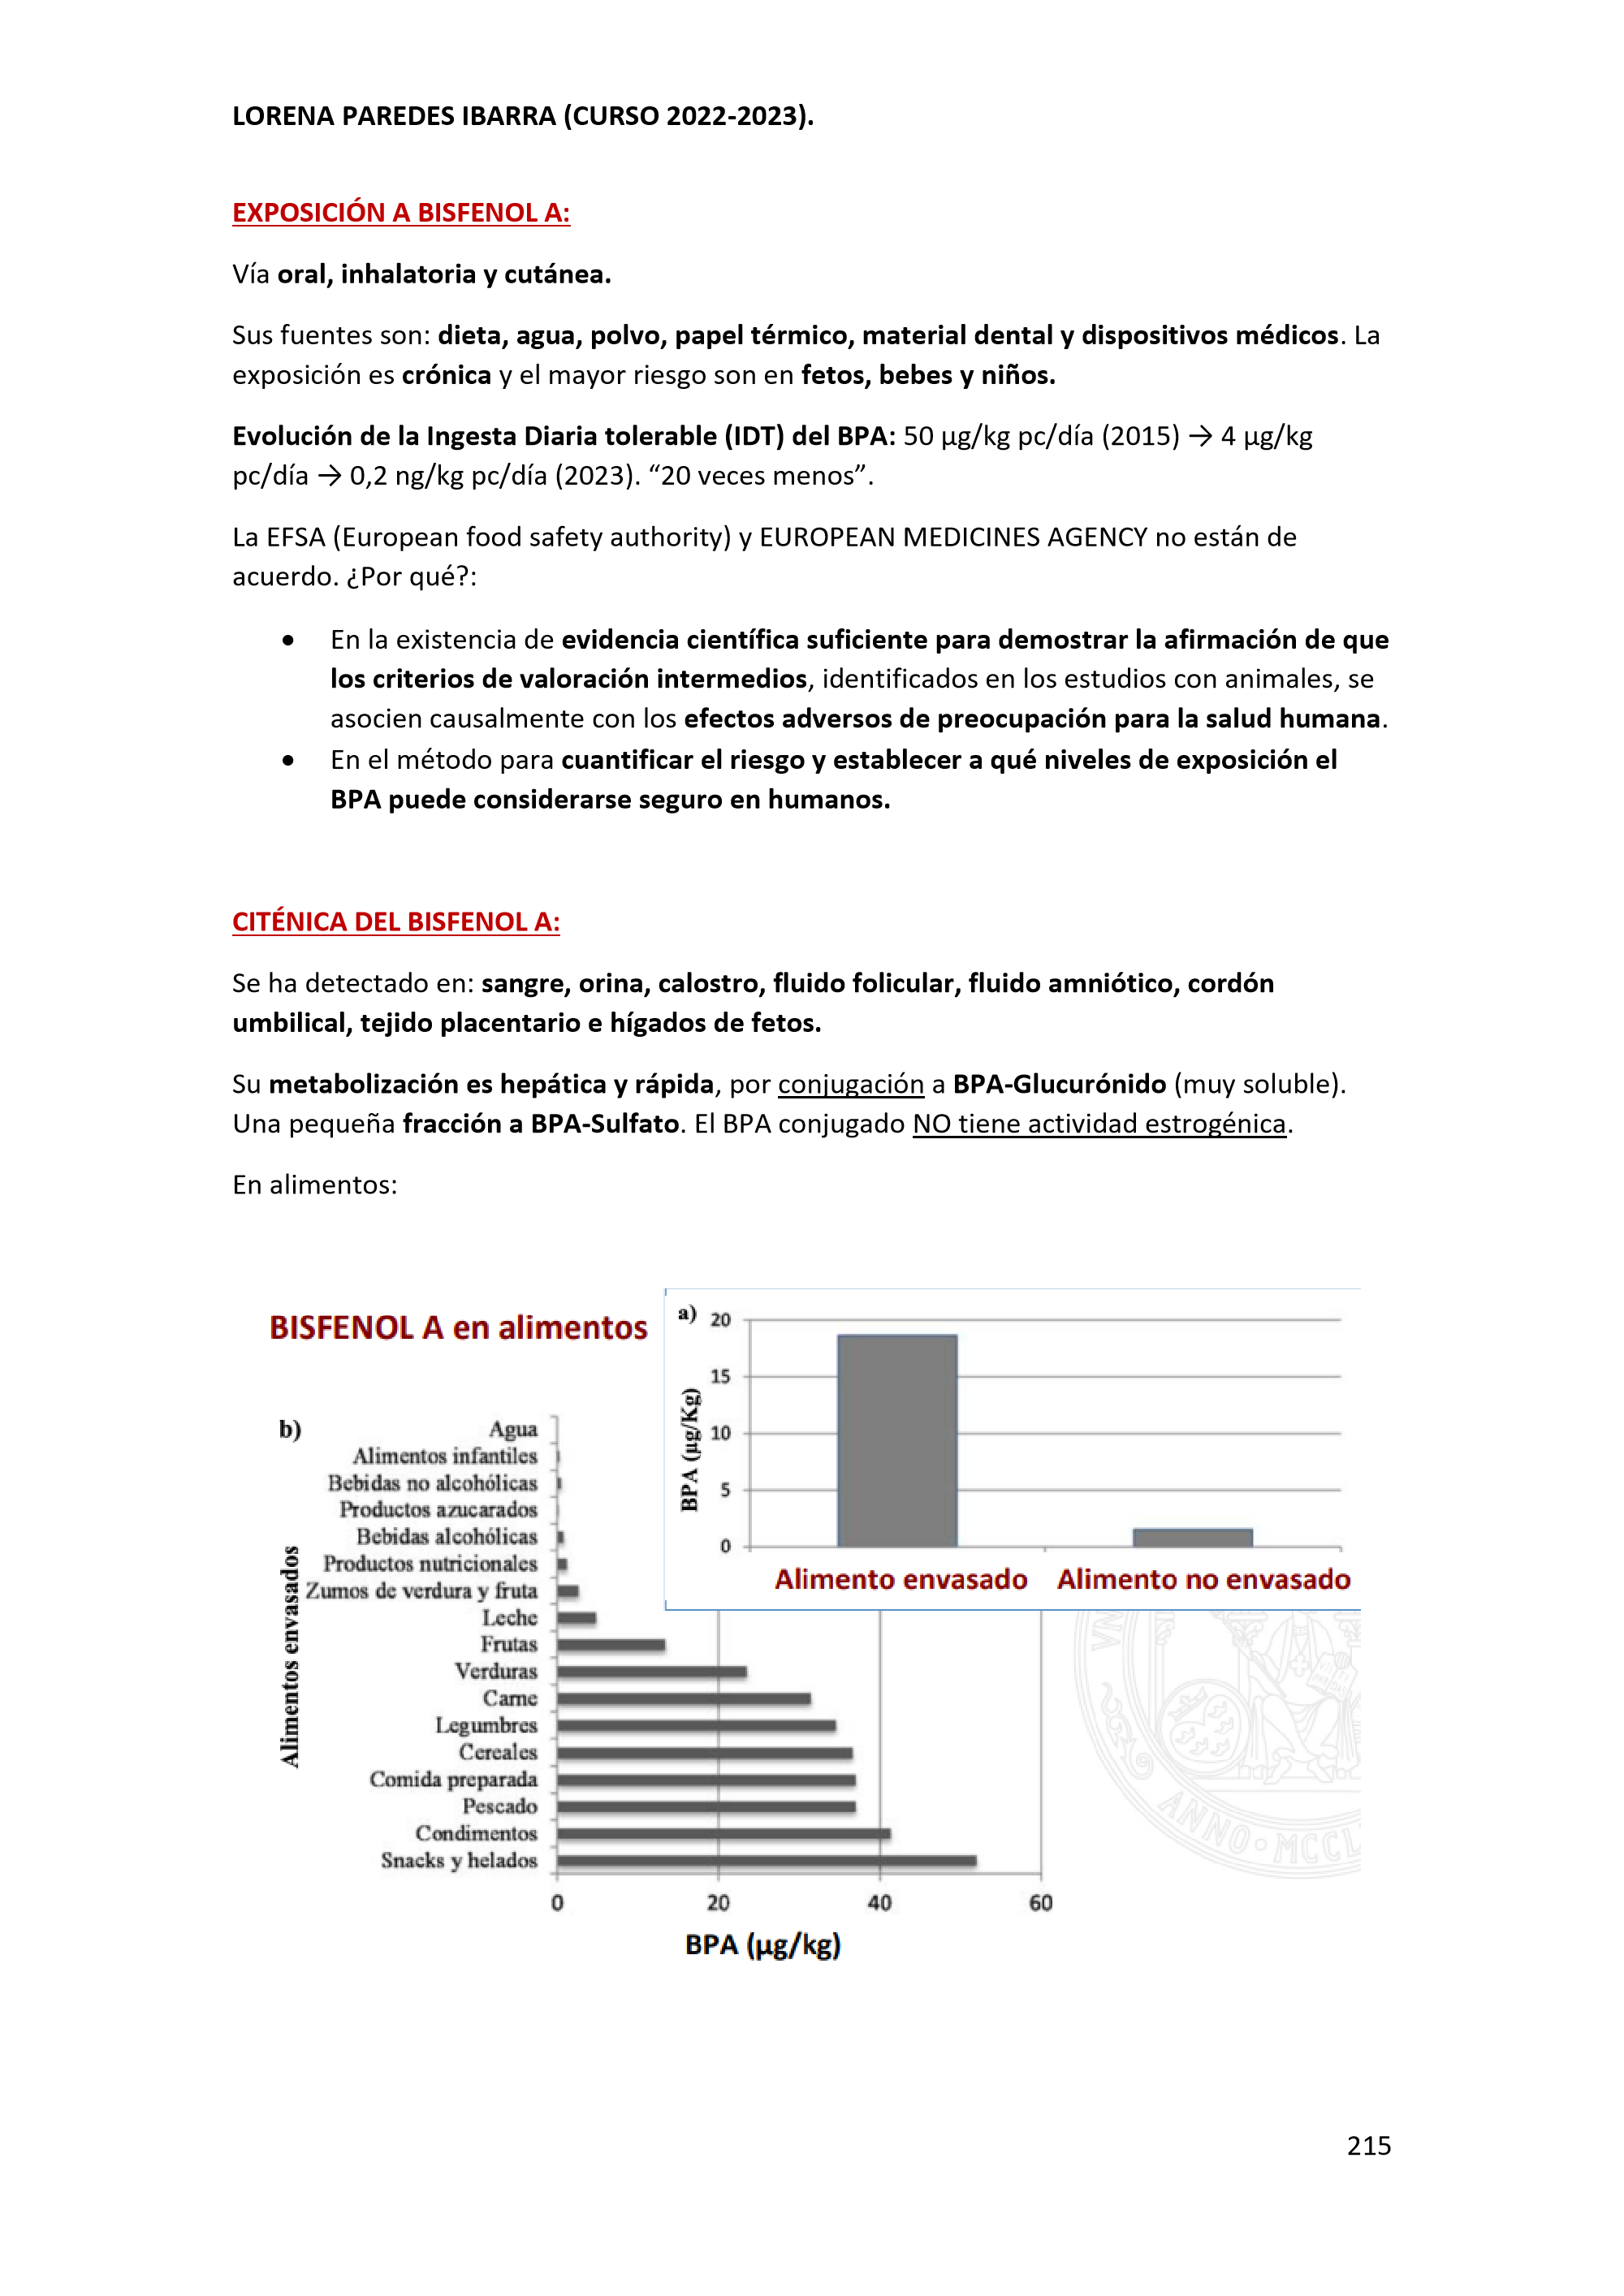 LORENA PAREDES IBARRA (CURSO 2022-2023).
EXPOSICIÓN A BISFENOL A:
Vía oral, inhalatoria y cutánea.
Sus fuentes son: dieta, agua, polvo, papel térmico, material dental y dispositivos médicos. La
exposición es crónica y el mayor riesgo son en fetos, bebes y niños.
Evolución de la Ingesta Diaria tolerable (IDT) del BPA: 50 µg/kg pc/día (2015) → 4 µg/kg
pc/día → 0,2 ng/kg pc/día (2023). “20 veces menos”.
La EFSA (European food safety authority) y EUROPEAN MEDICINES AGENCY no están de
acuerdo. ¿Por qué?:
• En la existencia de evidencia científica suficiente para demostrar la afirmación de que
los criterios de valoración intermedios, identificados en los estudios con animales, se
asocien causalmente con los efectos adversos de preocupación para la salud humana.
• En el método para cuantificar el riesgo y establecer a qué niveles de exposición el
BPA puede considerarse seguro en humanos.
CITÉNICA DEL BISFENOL A:
Se ha detectado en: sangre, orina, calostro, fluido folicular, fluido amniótico, cordón
umbilical, tejido placentario e hígados de fetos.
Su metabolización es hepática y rápida, por conjugación a BPA-Glucurónido (muy soluble).
Una pequeña fracción a BPA-Sulfato. El BPA conjugado NO tiene actividad estrogénica.
En alimentos:
BISFENOL A en alimentos
a)
20
15
10
5
0
BPA (µg/Kg)
Alimento envasado Alimento no envasado
b)
Alimentos envasados
Agua
Alimentos infantiles
Bebidas no alcohólicas
Productos azucarados
Bebidas alcohólicas
Productos nutricionales
Zumos de verdura y fruta
Leche
Frutas
Verduras
Carne
Legumbres
Cereales
Comida preparada
Pescado
Condimentos
Snacks y helados
0 20 40 60
BPA (µg/kg)
ANNO • MCCL
215